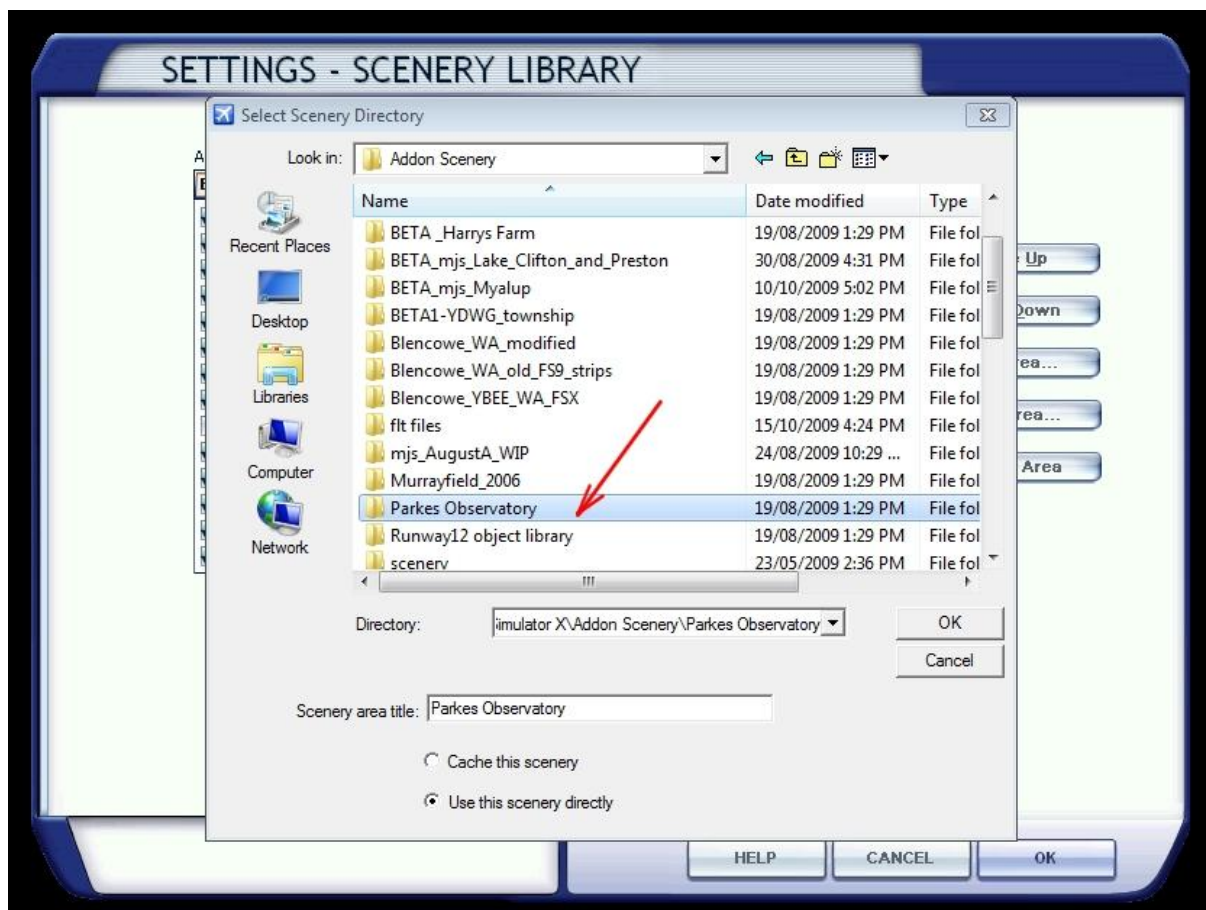 SETTINGS - SCENERY LIBRARY
Select Scenery Directory
Look in: Addon Scenery
Name Date modified Type
BETA _Harrys Farm 19/08/2009 1:29 PM File fol
BETA_mjs_Lake_Clifton_and_Preston 30/08/2009 4:31 PM File fol
BETA_mjs_Myalup 10/10/2009 5:02 PM File fol
BETA1-YDWG_township 19/08/2009 1:29 PM File fol
Blencowe_WA_modified 19/08/2009 1:29 PM File fol
Blencowe_WA_old_FS9_strips 19/08/2009 1:29 PM File fol
Blencowe_YBEE_WA_FSX 19/08/2009 1:29 PM File fol
flt files 15/10/2009 4:24 PM File fol
mjs_AugustA_WIP 24/08/2009 10:29 ... File fol
Murrayfield_2006 19/08/2009 1:29 PM File fol
Parkes Observatory 19/08/2009 1:29 PM File fol
Runway12 object library 19/08/2009 1:29 PM File fol
scenery 23/05/2009 2:36 PM File fol
Recent Places
Desktop
Libraries
Computer
Network
Up
Down
rea...
rea...
Area
Directory: imulator X\Addon Scenery\Parkes Observatory
OK
Cancel
Scenery area title: Parkes Observatory
Cache this scenery
Use this scenery directly
HELP CANCEL OK